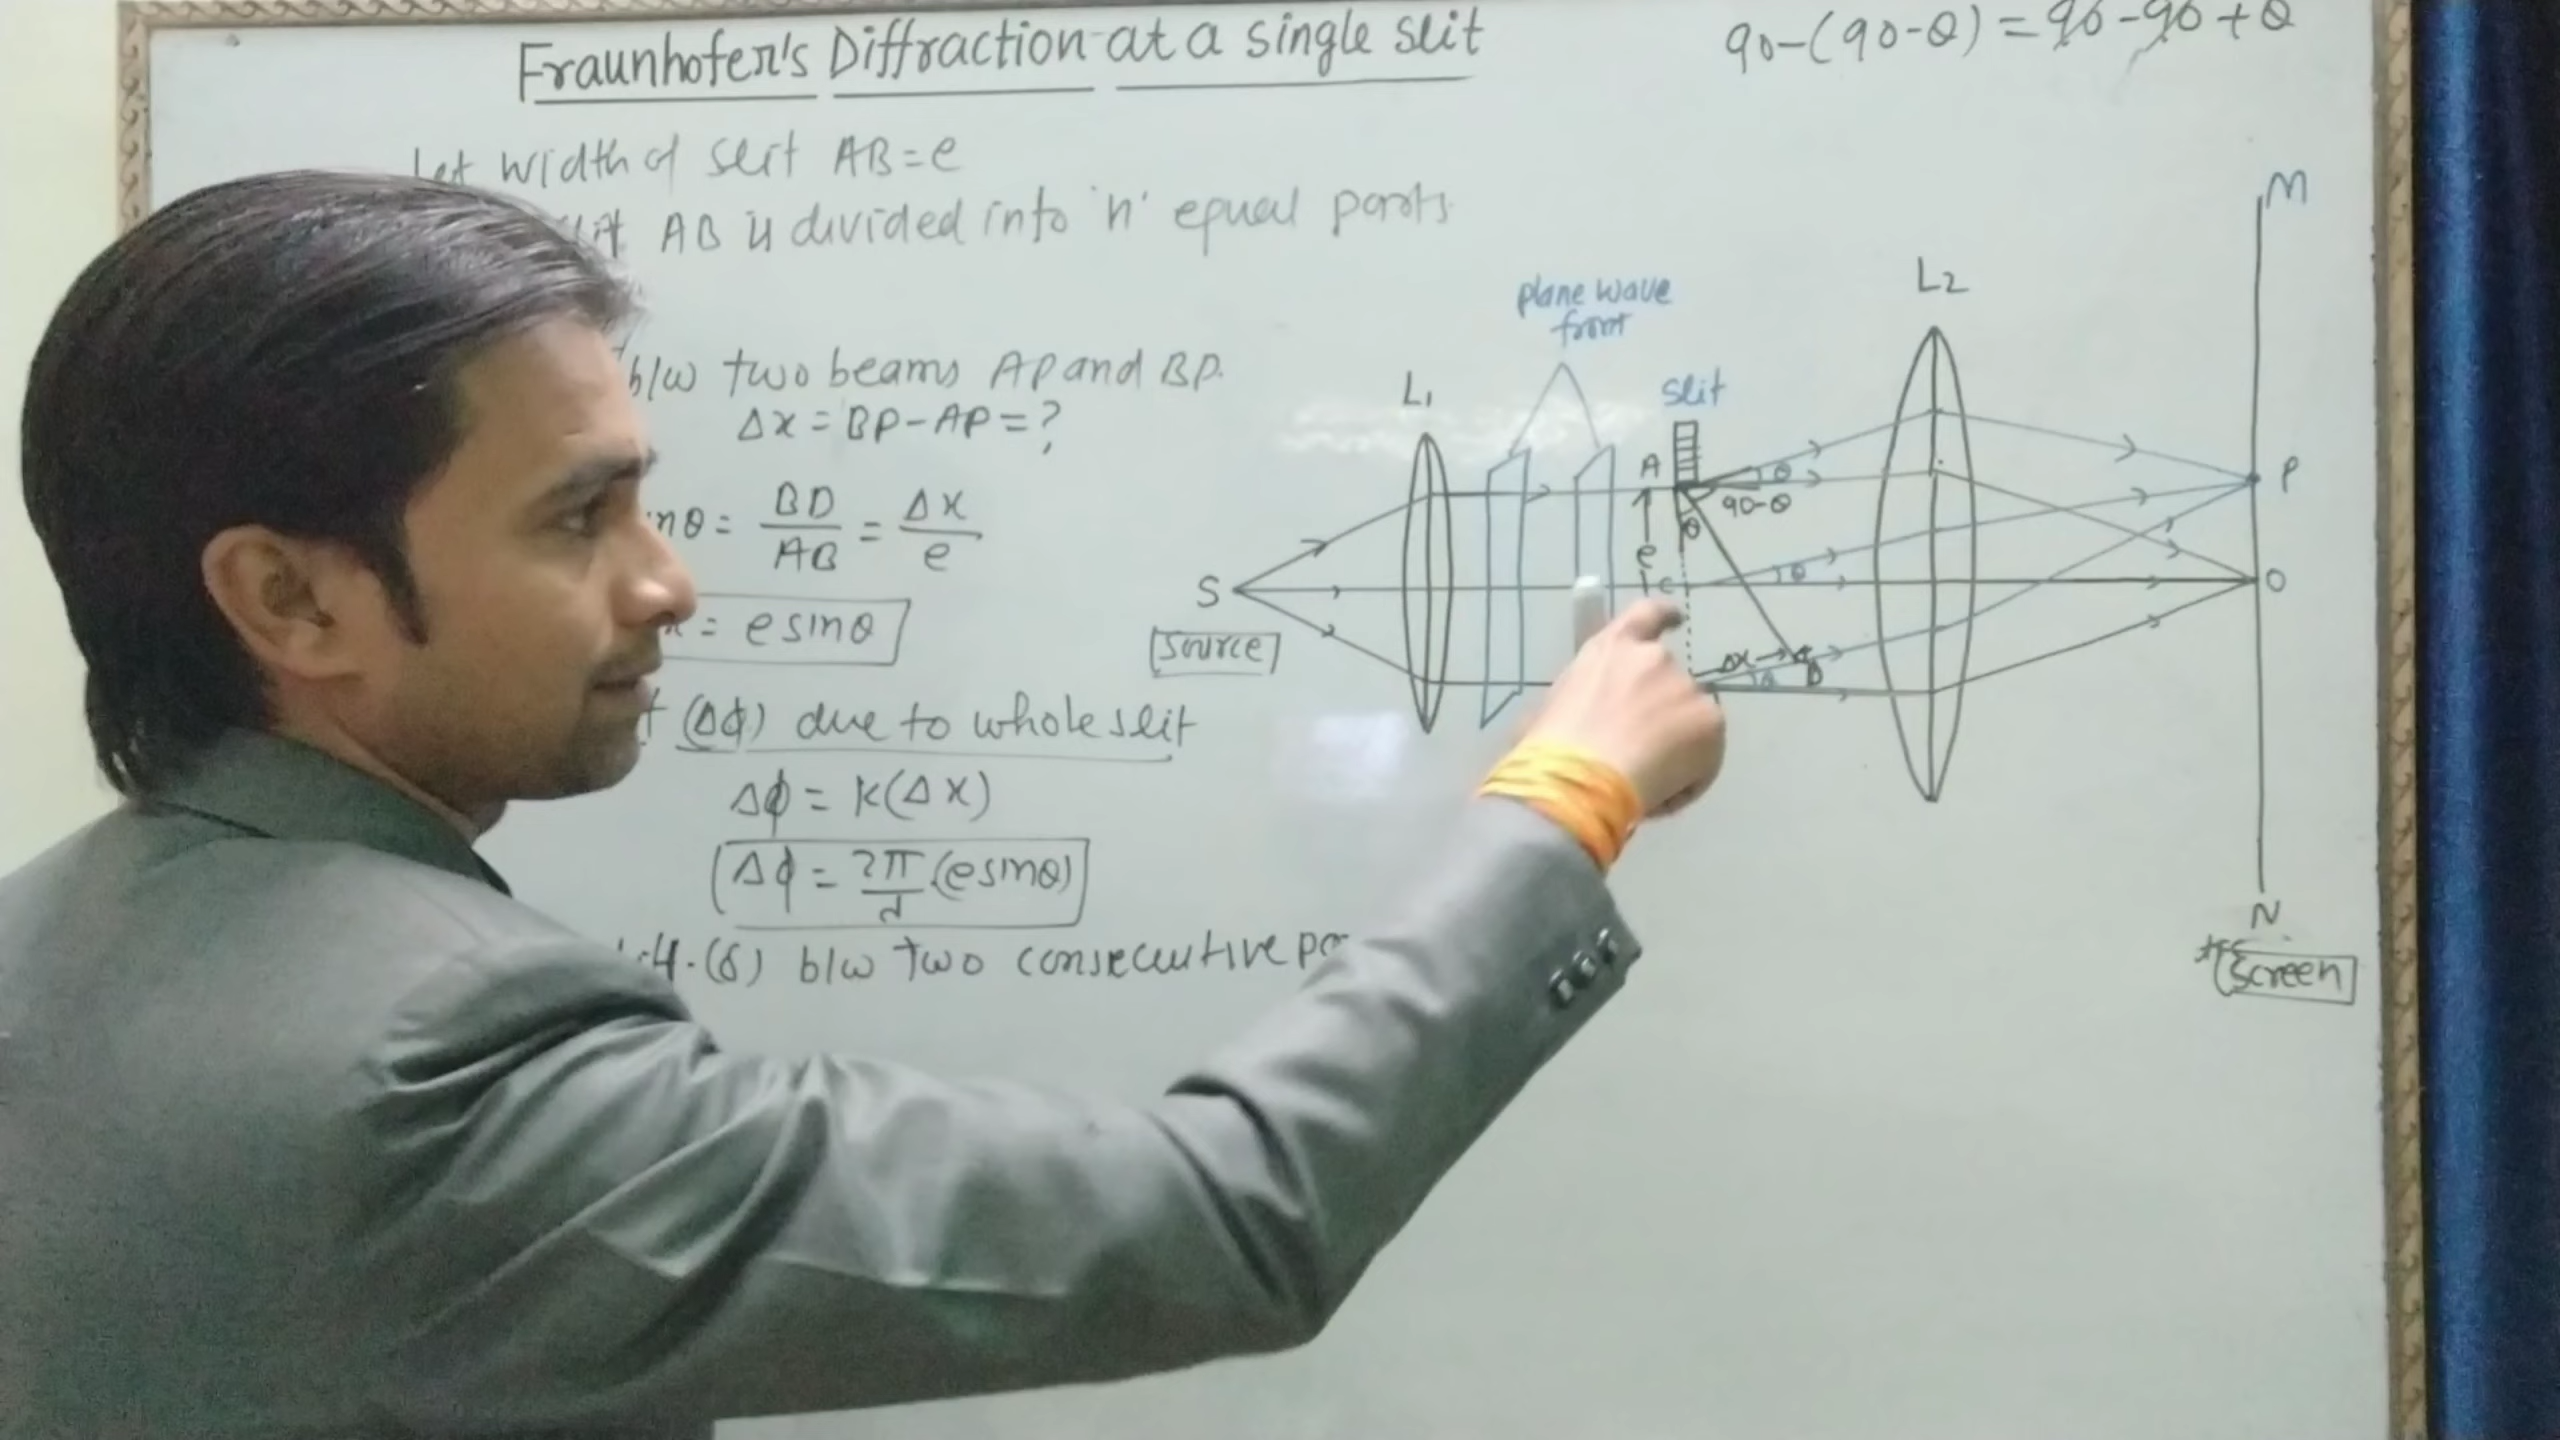 Fraunhofer's Diffraction at a single slit
90-(90-θ) = 90-90+θ
Let width of slit AB = e
AB is divided into 'n' equal parts
b/w two beams AP and BP.
Δx = BP-AP = ?
nθ = BD/AB = Δx/e
= e sinθ
(Δϕ) due to whole slit
Δϕ = K(Δx)
Δϕ = 2π/λ (e sinθ)
(δ) b/w two consecutive
plane wave
front
slit
L1
L2
M
A
θ
90-θ
θ
P
e
C
θ
S
O
Source
Δx
θ
D
N
Screen